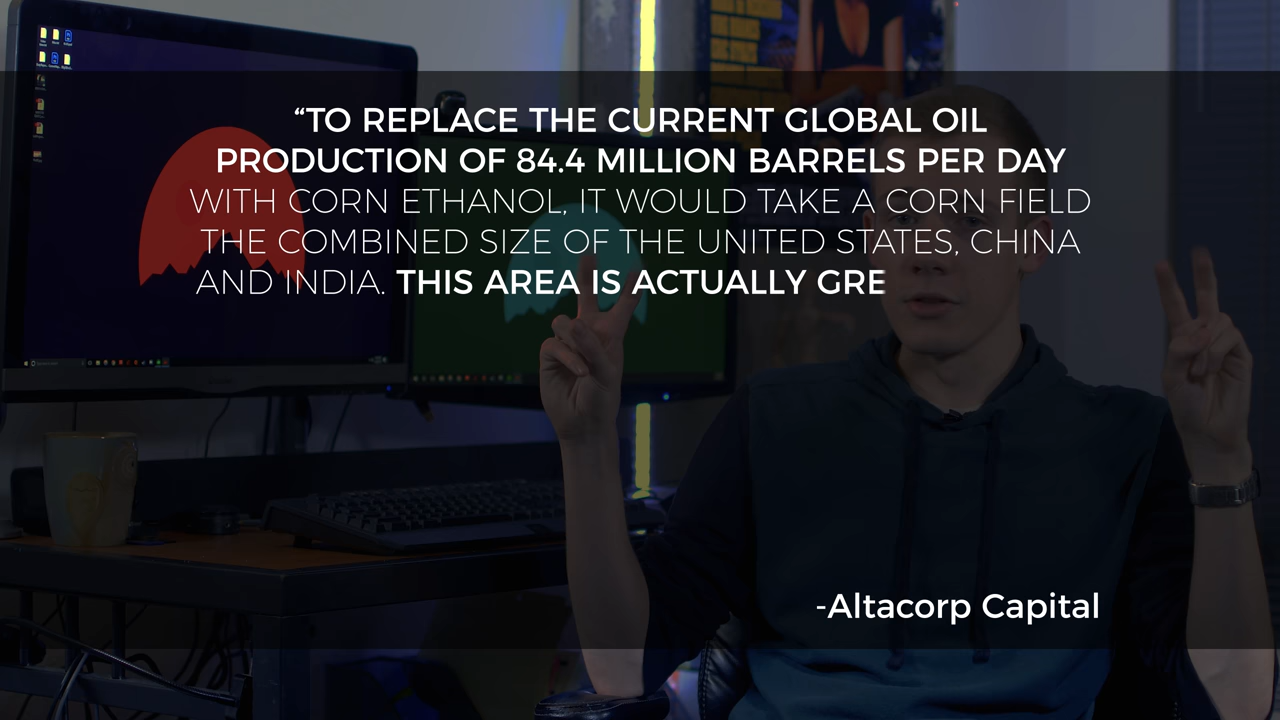 “TO REPLACE THE CURRENT GLOBAL OIL
PRODUCTION OF 84.4 MILLION BARRELS PER DAY
WITH CORN ETHANOL, IT WOULD TAKE A CORN FIELD
THE COMBINED SIZE OF THE UNITED STATES, CHINA
AND INDIA. THIS AREA IS ACTUALLY GRE
-Altacorp Capital